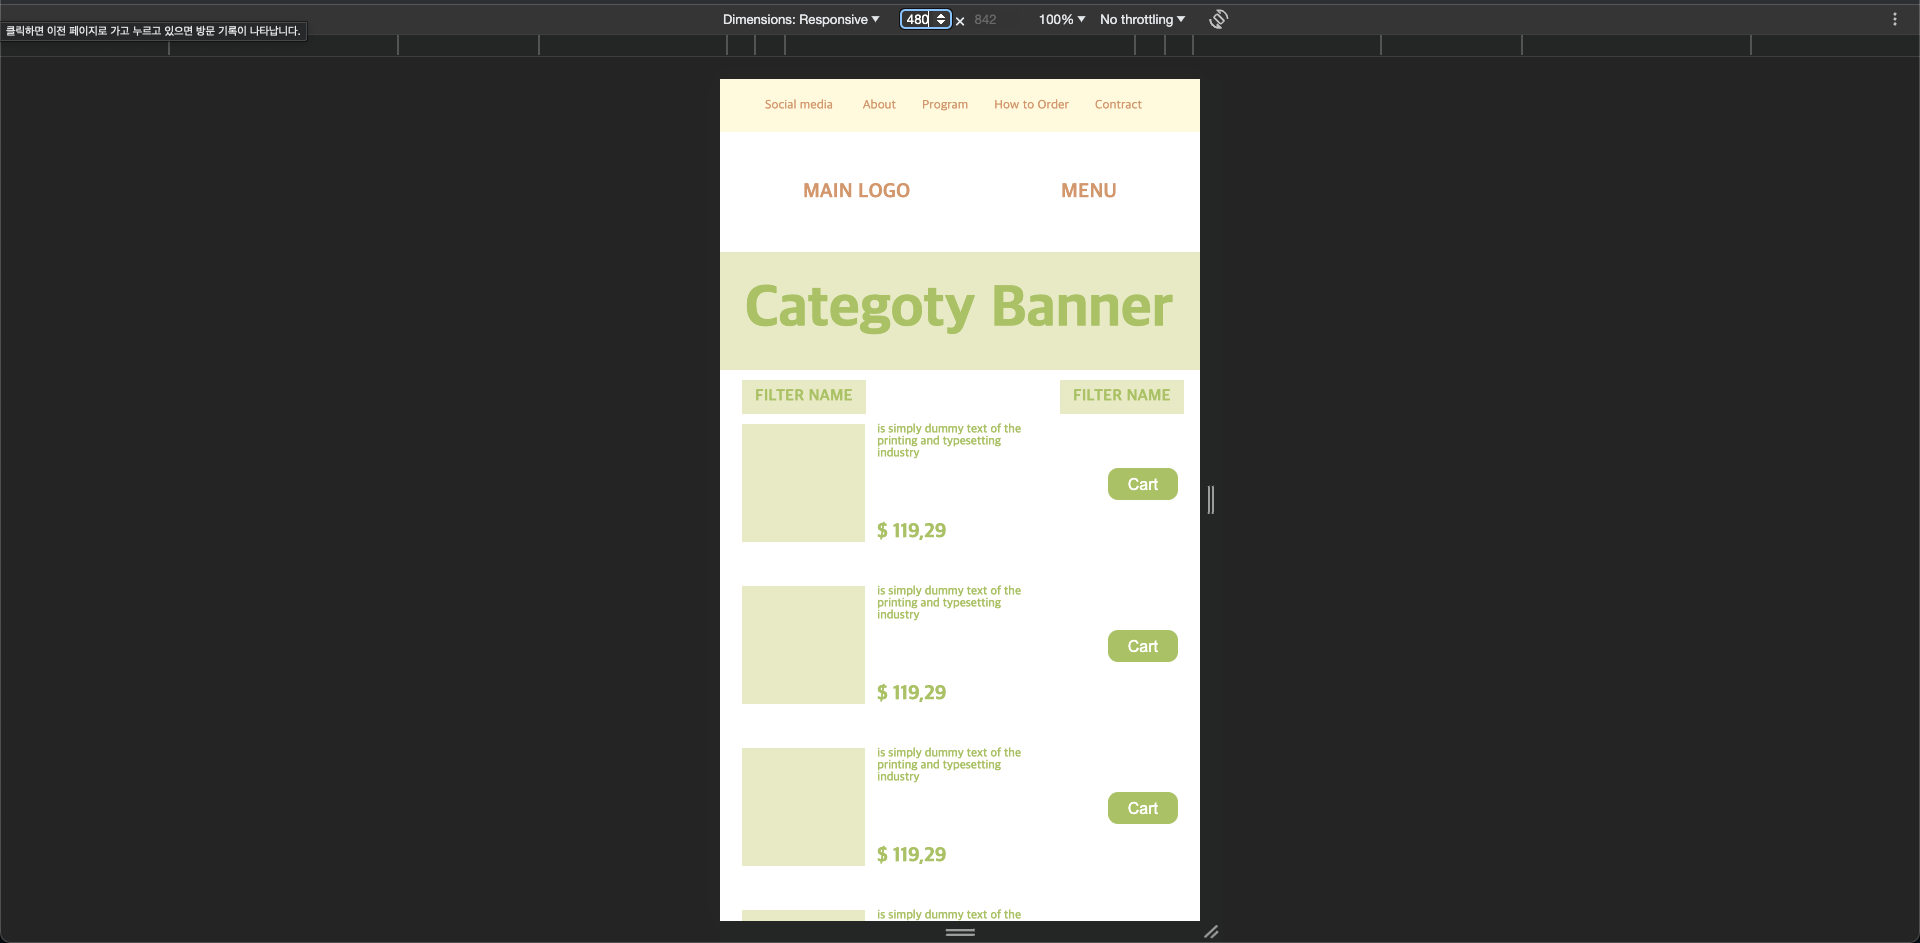 Dimensions: Responsive 480 × 842 100% No throttling
클릭하면 이전 페이지로 가고 누르고 있으면 방문 기록이 나타납니다.
Social media About Program How to Order Contract
MAIN LOGO MENU
Categoty Banner
FILTER NAME FILTER NAME
is simply dummy text of the
printing and typesetting
industry
Cart
$ 119,29
is simply dummy text of the
printing and typesetting
industry
Cart
$ 119,29
is simply dummy text of the
printing and typesetting
industry
Cart
$ 119,29
is simply dummy text of the